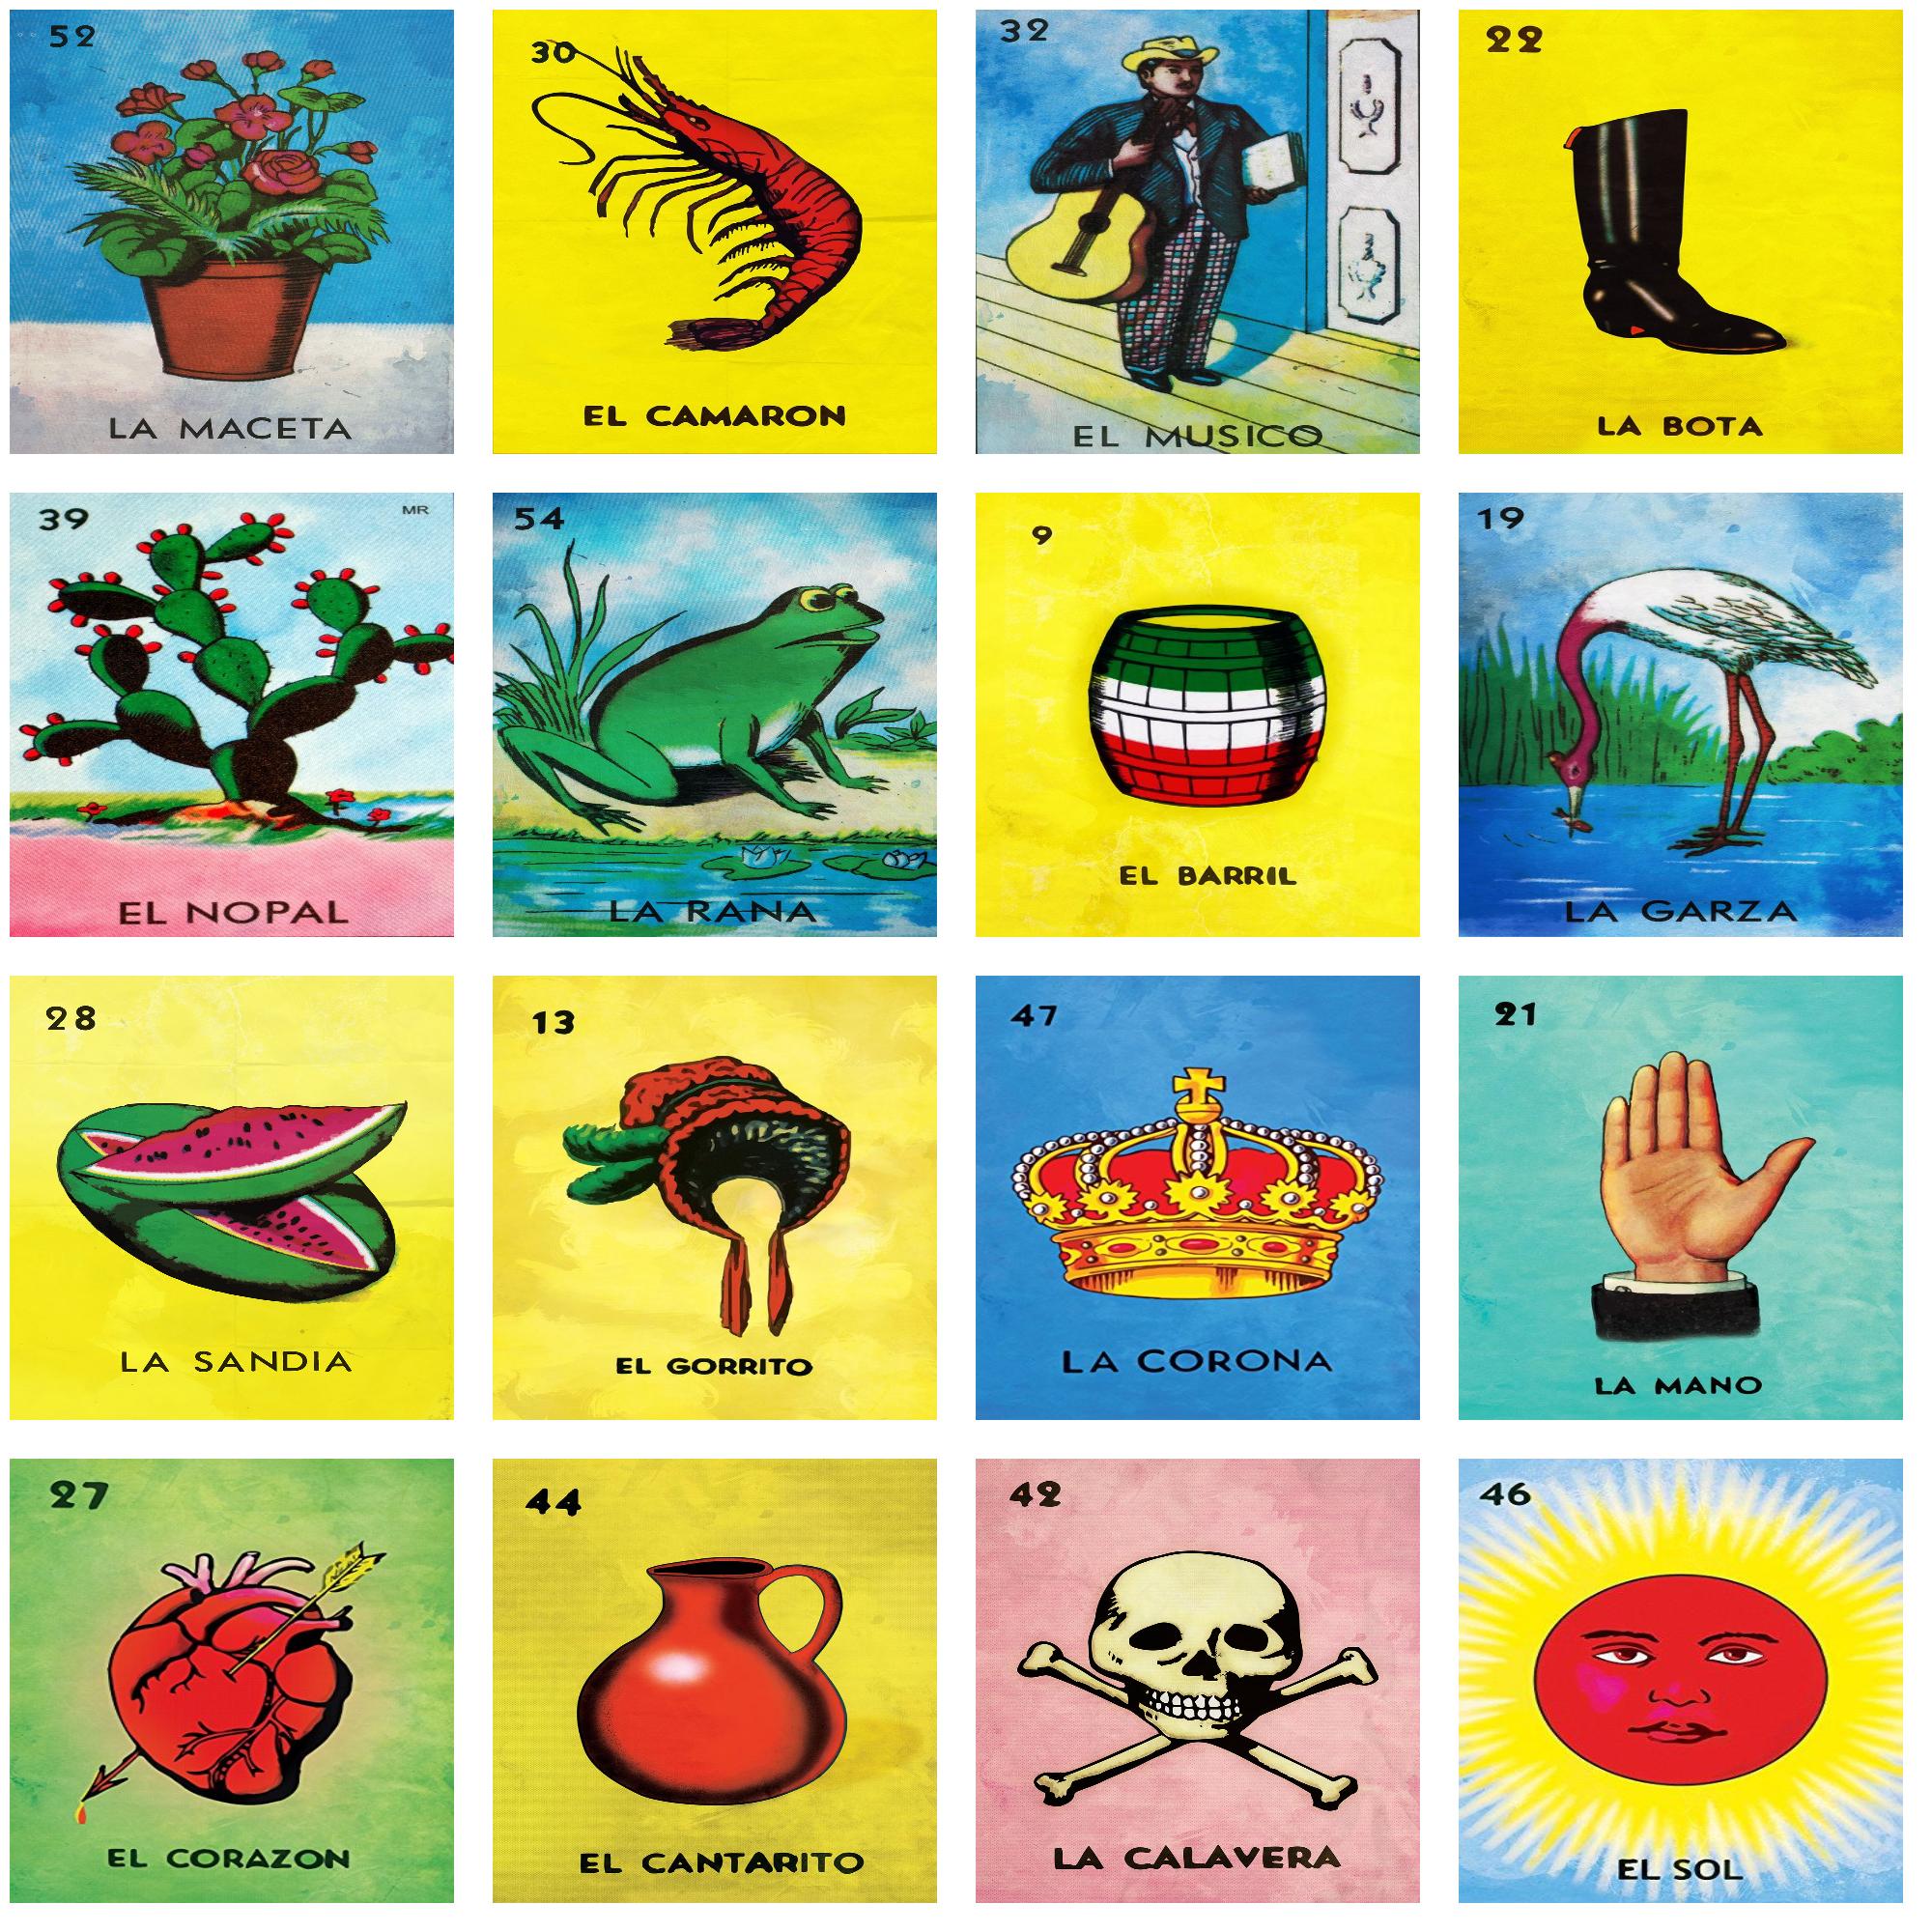 52
LA MACETA
30
EL CAMARON
32
EL MUSICO
22
LA BOTA
39
MR
EL NOPAL
54
LA RANA
9
EL BARRIL
19
LA GARZA
28
LA SANDIA
13
EL GORRITO
47
LA CORONA
21
LA MANO
27
EL CORAZON
44
EL CANTARITO
42
LA CALAVERA
46
EL SOL